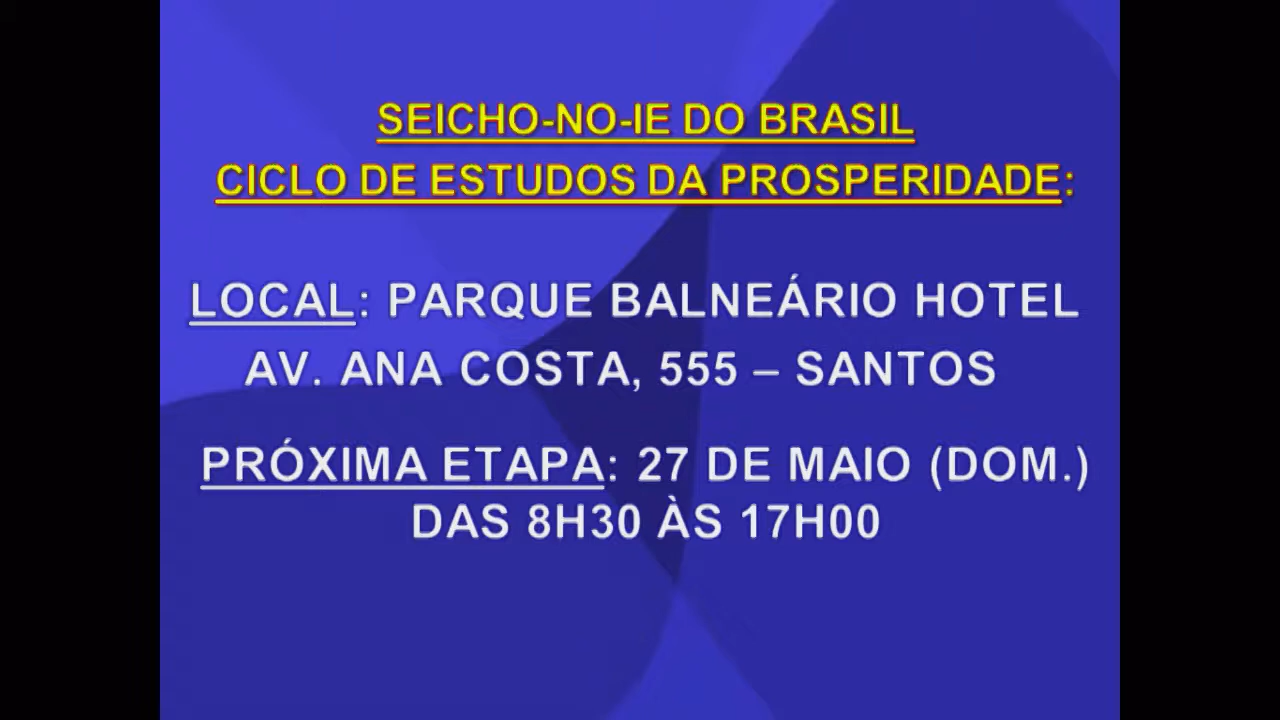 SEICHO-NO-IE DO BRASIL
CICLO DE ESTUDOS DA PROSPERIDADE:
LOCAL: PARQUE BALNEÁRIO HOTEL
AV. ANA COSTA, 555 – SANTOS
PRÓXIMA ETAPA: 27 DE MAIO (DOM.)
DAS 8H30 ÀS 17H00